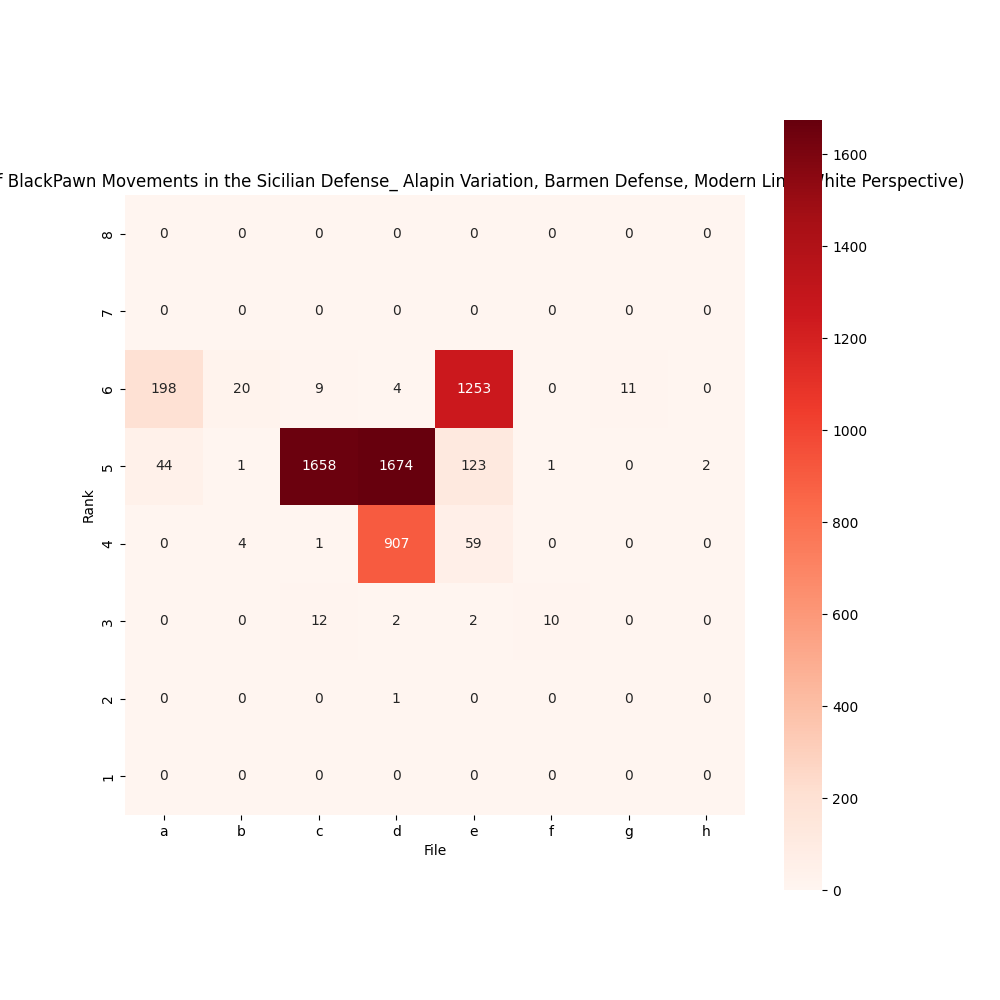 f BlackPawn Movements in the Sicilian Defense_ Alapin Variation, Barmen Defense, Modern Lin White Perspective)
8 0 0 0 0 0 0 0 0
7 0 0 0 0 0 0 0 0
6 198 20 9 4 1253 0 11 0
5 44 1 1658 1674 123 1 0 2
4 0 4 1 907 59 0 0 0
3 0 0 12 2 2 10 0 0
2 0 0 0 1 0 0 0 0
1 0 0 0 0 0 0 0 0
a b c d e f g h
File
Rank
1600
1400
1200
1000
800
600
400
200
0